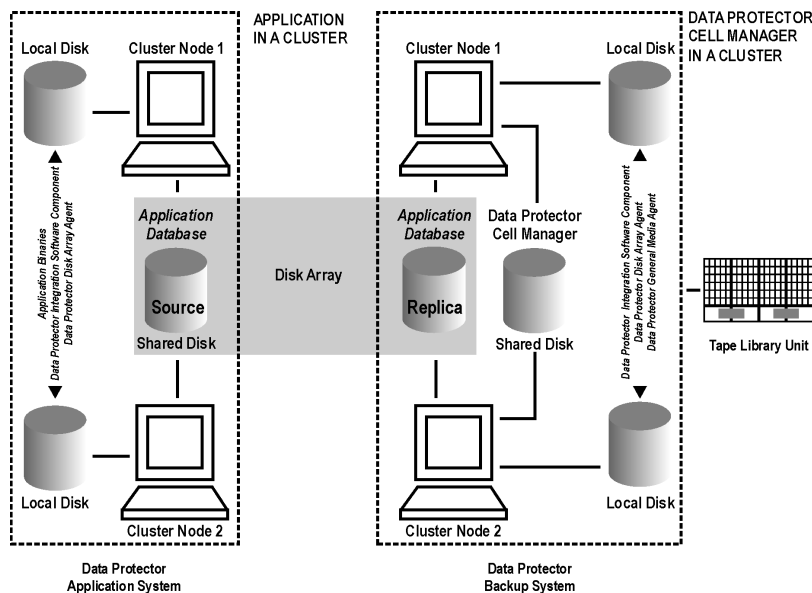 APPLICATION
IN A CLUSTER
DATA PROTECTOR
CELL MANAGER
IN A CLUSTER
Local Disk
Cluster Node 1
Cluster Node 1
Local Disk
Application Binaries
Data Protector Integration Software Component
Data Protector Disk Array Agent
Application
Database
Source
Shared Disk
Disk Array
Application
Database
Replica
Data Protector
Cell Manager
Shared Disk
Data Protector Integration Software Component
Data Protector Disk Array Agent
Data Protector General Media Agent
Tape Library Unit
Local Disk
Cluster Node 2
Cluster Node 2
Local Disk
Data Protector
Application System
Data Protector
Backup System